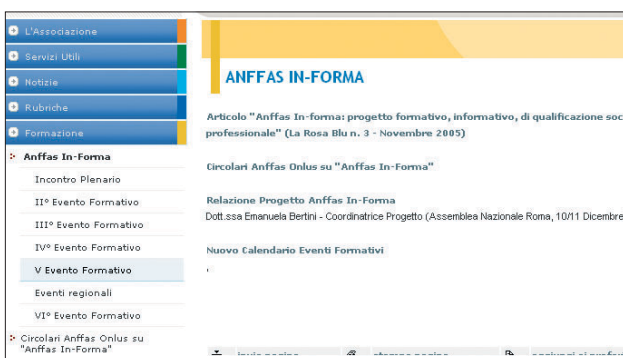 L'Associazione
Servizi Utili
Notizie
Rubriche
Formazione
Anffas In-Forma
Incontro Plenario
II° Evento Formativo
III° Evento Formativo
IV° Evento Formativo
V Evento Formativo
Eventi regionali
VI° Evento Formativo
Circolari Anffas Onlus su
"Anffas In-Forma"
ANFFAS IN-FORMA
Articolo "Anffas In-forma: progetto formativo, informativo, di qualificazione soc
professionale" (La Rosa Blu n. 3 - Novembre 2005)
Circolari Anffas Onlus su "Anffas In-Forma"
Relazione Progetto Anffas In-Forma
Dott.ssa Emanuela Bertini - Coordinatrice Progetto (Assemblea Nazionale Roma, 10/11 Dicembre
Nuovo Calendario Eventi Formativi